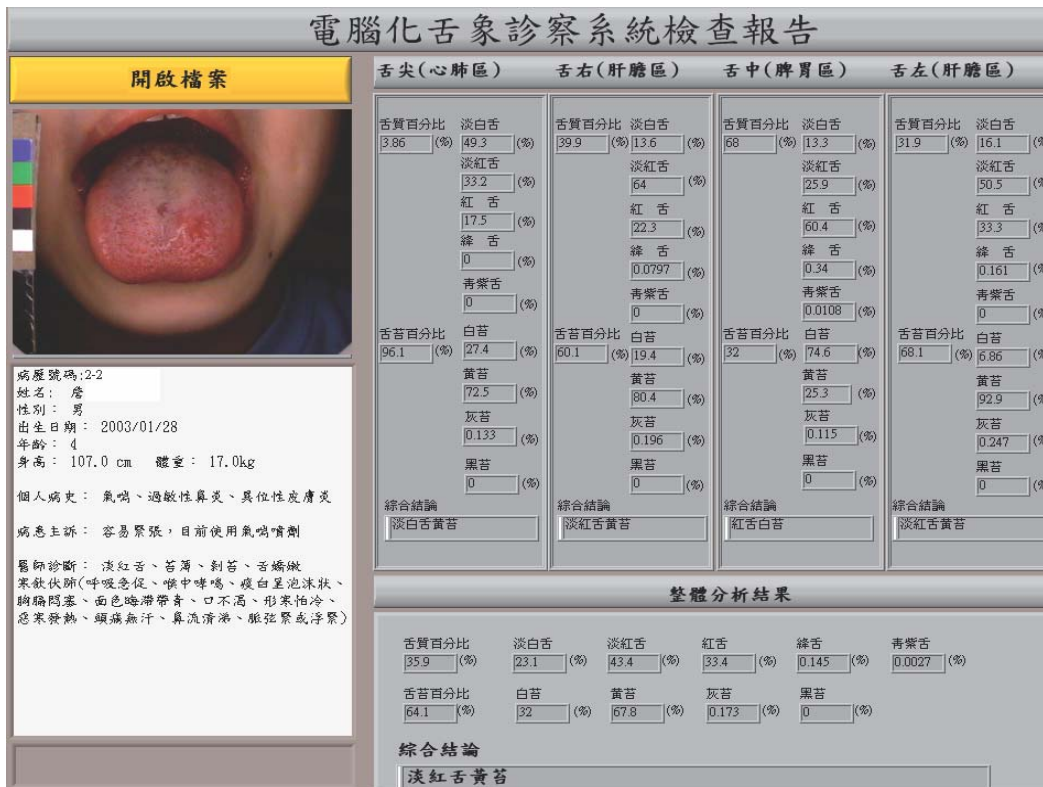 電腦化舌象診察系統檢查報告
開啟檔案
病歷號碼:2-2
姓名: 詹
性別: 男
出生日期: 2003/01/28
年齡: 4
身高: 107.0 cm 體重: 17.0kg
個人病史: 氣喘、過敏性鼻炎、異位性皮膚炎
病患主訴: 容易緊張,目前使用氣喘噴劑
醫師診斷: 淡紅舌、苔薄、剝苔、舌嬌嫩
寒飲伏肺(呼吸急促、喉中哮喘、痰白呈泡沫狀、
胸膈悶塞、面色晦滯帶青、口不渴、形寒怕冷、
惡寒發熱、頭痛無汗、鼻流清涕、脈弦緊或浮緊)
舌尖(心肺區) 舌右(肝膽區) 舌中(脾胃區) 舌左(肝膽區)
舌質百分比 淡白舌 舌質百分比 淡白舌 舌質百分比 淡白舌 舌質百分比 淡白舌
3.86 (%) 49.3 (%) 39.9 (%) 13.6 (%) 68 (%) 13.3 (%) 31.9 (%) 16.1 (%
淡紅舌 淡紅舌 淡紅舌 淡紅舌
33.2 (%) 64 (%) 25.9 (%) 50.5 (%
紅 舌 紅 舌 紅 舌 紅 舌
17.5 (%) 22.3 (%) 60.4 (%) 33.3 (%
絳 舌 絳 舌 絳 舌 絳 舌
0 (%) 0.0797 (%) 0.34 (%) 0.161 (%
青紫舌 青紫舌 青紫舌 青紫舌
0 (%) 0 (%) 0.0108 (%) 0 (%
舌苔百分比 白苔 舌苔百分比 白苔 舌苔百分比 白苔 舌苔百分比 白苔
96.1 (%) 27.4 (%) 60.1 (%) 19.4 (%) 32 (%) 74.6 (%) 68.1 (%) 6.86 (%
黃苔 黃苔 黃苔 黃苔
72.5 (%) 80.4 (%) 25.3 (%) 92.9 (%
灰苔 灰苔 灰苔 灰苔
0.133 (%) 0.196 (%) 0.115 (%) 0.247 (%
黑苔 黑苔 黑苔 黑苔
0 (%) 0 (%) 0 (%) 0 (%
綜合結論 綜合結論 綜合結論 綜合結論
淡白舌黃苔 淡紅舌黃苔 紅舌白苔 淡紅舌黃苔
整體分析結果
舌質百分比 淡白舌 淡紅舌 紅舌 絳舌 青紫舌
35.9 (%) 23.1 (%) 43.4 (%) 33.4 (%) 0.145 (%) 0.0027 (%)
舌苔百分比 白苔 黃苔 灰苔 黑苔
64.1 (%) 32 (%) 67.8 (%) 0.173 (%) 0 (%)
綜合結論
淡紅舌黃苔